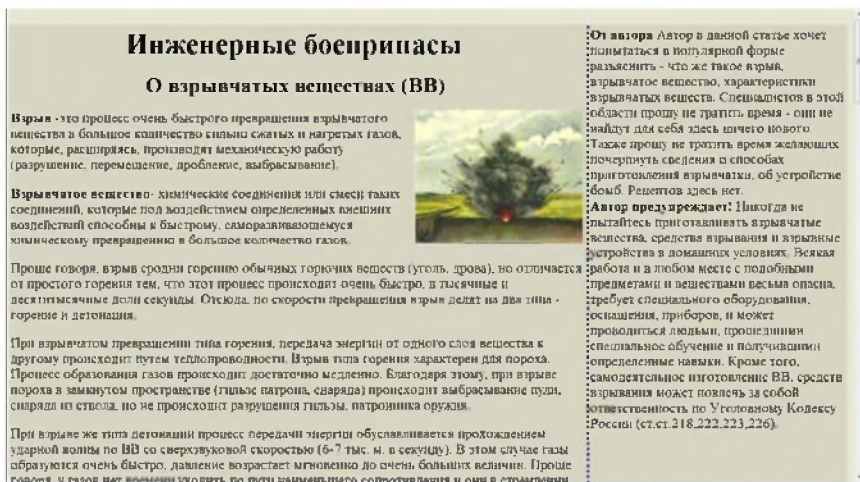 Инженерные боеприпасы
О взрывчатых веществах (ВВ)
Взрыв -это процесс очень быстрого превращения взрывчатого
вещества в большое количество сильно сжатых и нагретых газов,
которые, расширяясь, производят механическую работу
(разрушение, перемещение, дробление, выбрасывание).
Взрывчатое вещество- химические соединения или смеси таких
соединений, которые под воздействием определенных внешних
воздействий способны к быстрому, саморазвивающемуся
химическому превращению в большое количество газов.
Проще говоря, взрыв сродни горению обычных горючих веществ (уголь, дрова), но отличается
от простого горения тем, что этот процесс происходит очень быстро, в тысячные и
десятитысячные доли секунды. Отсюда, по скорости превращения взрыв делят на два типа -
горение и детонация.
При взрывчатом превращении типа горения, передача энергии от одного слоя вещества к
другому происходит путем теплопроводности. Взрыв типа горения характерен для пороха.
Процесс образования газов происходит достаточно медленно. Благодаря этому, при взрыве
пороха в замкнутом пространстве (гильзе патрона, снаряда) происходит выбрасывание пули,
снаряда из ствола, но не происходит разрушения гильзы, патронника оружия.
При взрыве же типа детонации процесс передачи энергии обуславливается прохождением
ударной волны по ВВ со сверхзвуковой скоростью (6-7 тыс. м. в секунду). В этом случае газы
образуются очень быстро, давление возрастает мгновенно до очень больших величин. Проще
говоря, у газов нет времени уходить по пути наименьшего сопротивления и они в стремлении
От автора Автор в данной статье хочет
попытаться в популярной форме
разъяснить - что же такое взрыв,
взрывчатое вещество, характеристики
взрывчатых веществ. Специалистов в этой
области прошу не тратить время - они не
найдут для себя здесь ничего нового.
Также прошу не тратить время желающих
почерпнуть сведения о способах
приготовления взрывчатки, об устройстве
бомб. Рецептов здесь нет.
Автор предупреждает! Никогда не
пытайтесь приготавливать взрывчатые
вещества, средства взрывания и взрывные
устройства в домашних условиях. Всякая
работа и в любом месте с подобными
предметами и веществами весьма опасна,
требует специального оборудования,
оснащения, приборов, и может
проводиться людьми, прошедшими
специальное обучение и получившими
определенные навыки. Кроме того,
самодеятельное изготовление ВВ, средств
взрывания может повлечь за собой
ответственность по Уголовному Кодексу
России (ст.ст.218,222,223,226).